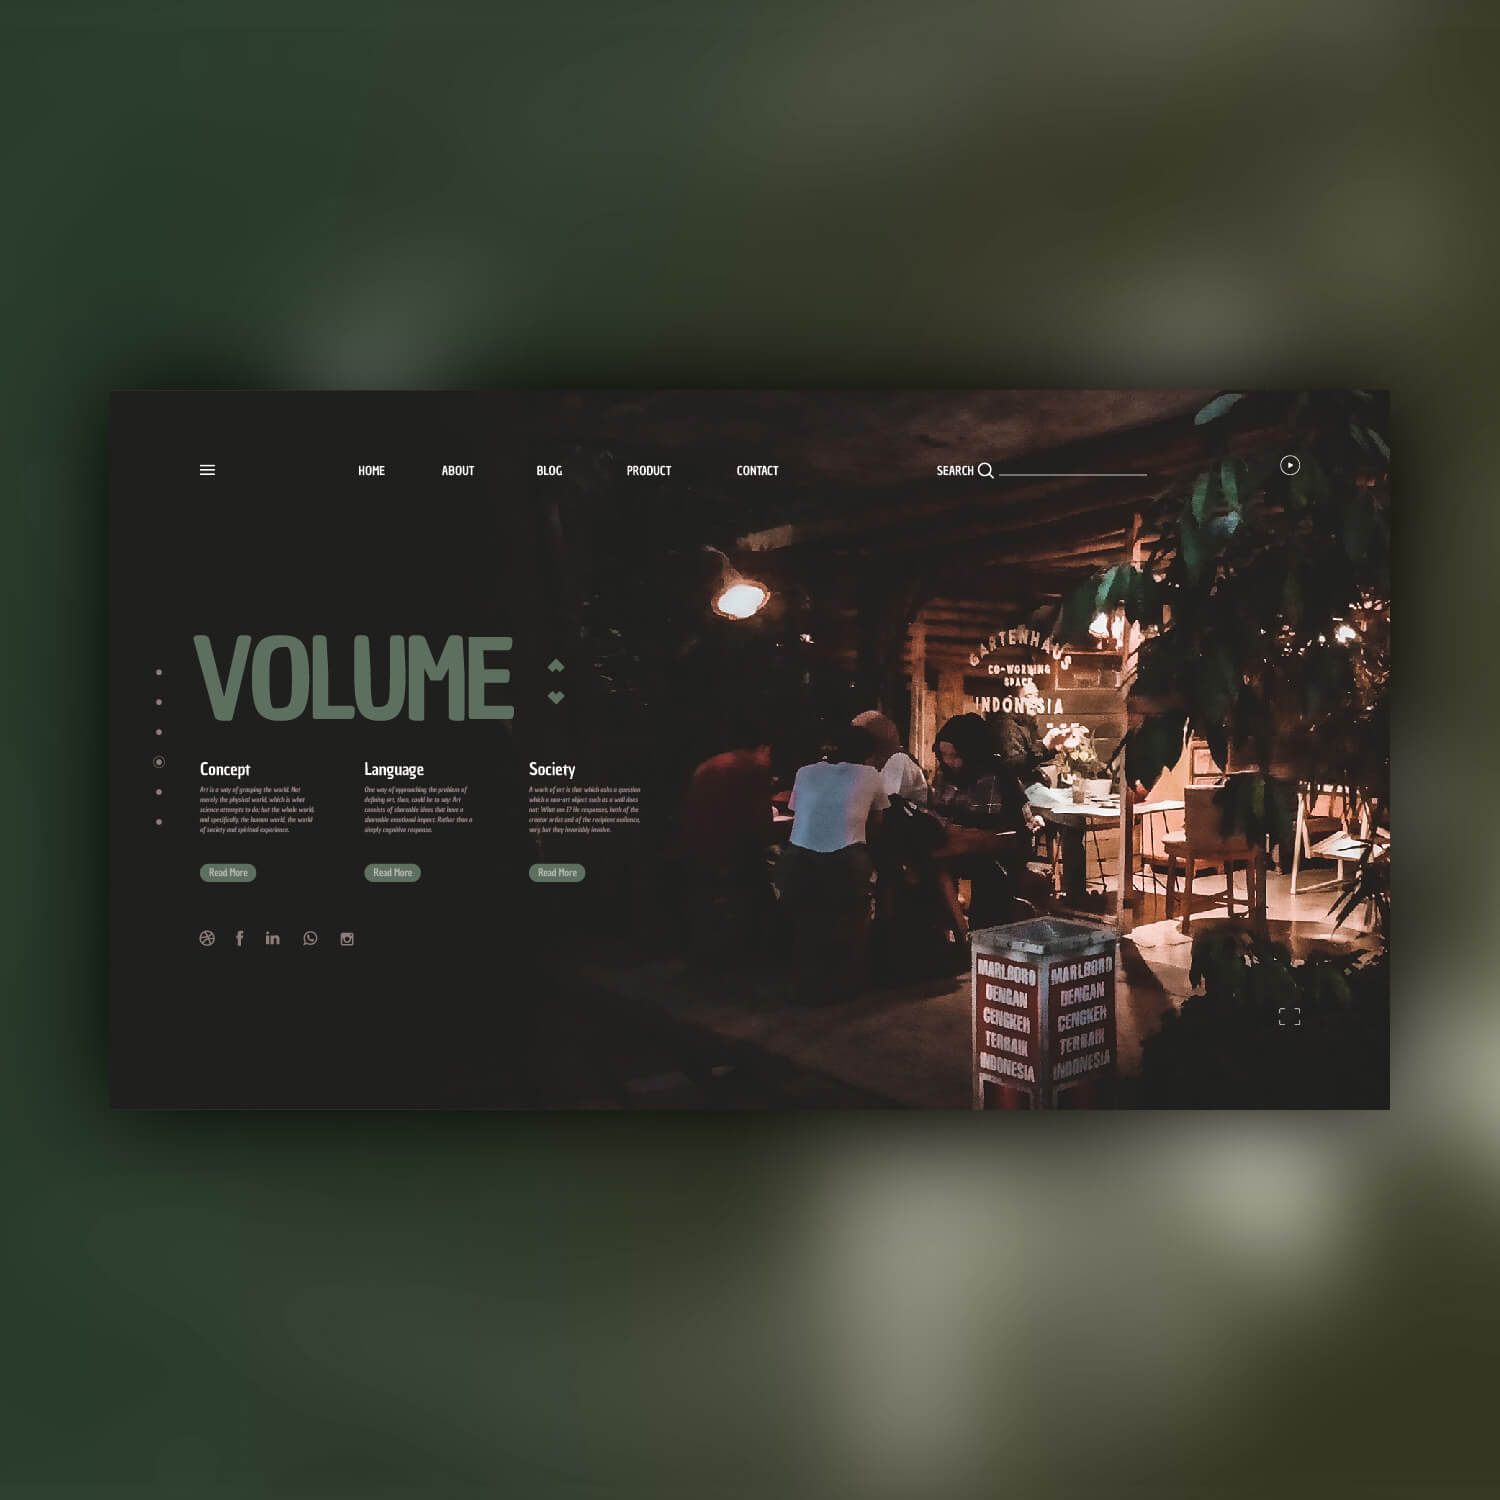 HOME ABOUT BLOG PRODUCT CONTACT SEARCH
VOLUME
Concept
Art is a way of grasping the world. Not
merely the physical world, which is what
science attempts to do; but the whole world,
and specifically, the human world, the world
of society and spiritual experience.
Read More
Language
One way of approaching the problem of
defining art, then, could be to say: Art
consists of shareable ideas that have a
shareable emotional impact. Rather than a
simply cognitive response.
Read More
Society
A work of art is that which asks a question
which a non-art object such as a wall does
not: What am I? He responses, both of the
creator artist and of the recipient audience,
vary, but they invariably involve.
Read More
GARTENHAUS
CO-WORKING
SPACE
INDONESIA
MARLBORO
DENGAN
CENGKEH
TERBAIK
INDONESIA
MARLBORO
DENGAN
CENGKEH
TERBAIK
INDONESIA